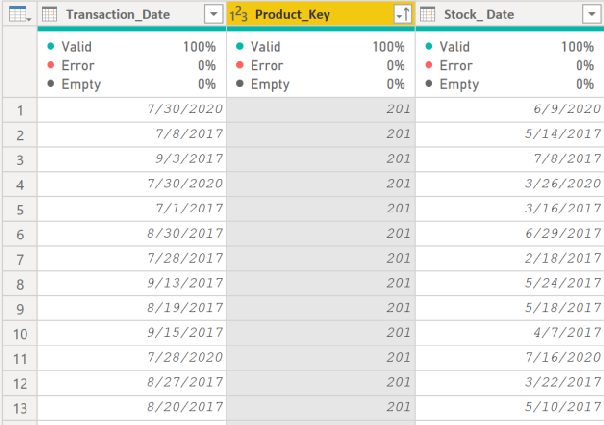 Transaction_Date 1²3 Product_Key Stock_ Date
Valid 100% Valid 100% Valid 100%
Error 0% Error 0% Error 0%
Empty 0% Empty 0% Empty 0%
1 7/30/2020 201 6/9/2020
2 7/8/2017 201 5/14/2017
3 9/3/2017 201 7/8/2017
4 7/30/2020 201 3/26/2020
5 7/1/2017 201 3/16/2017
6 8/30/2017 201 6/29/2017
7 7/28/2017 201 2/18/2017
8 9/13/2017 201 5/24/2017
9 8/19/2017 201 5/18/2017
10 9/15/2017 201 4/7/2017
11 7/28/2020 201 7/16/2020
12 8/27/2017 201 3/22/2017
13 8/20/2017 201 5/10/2017